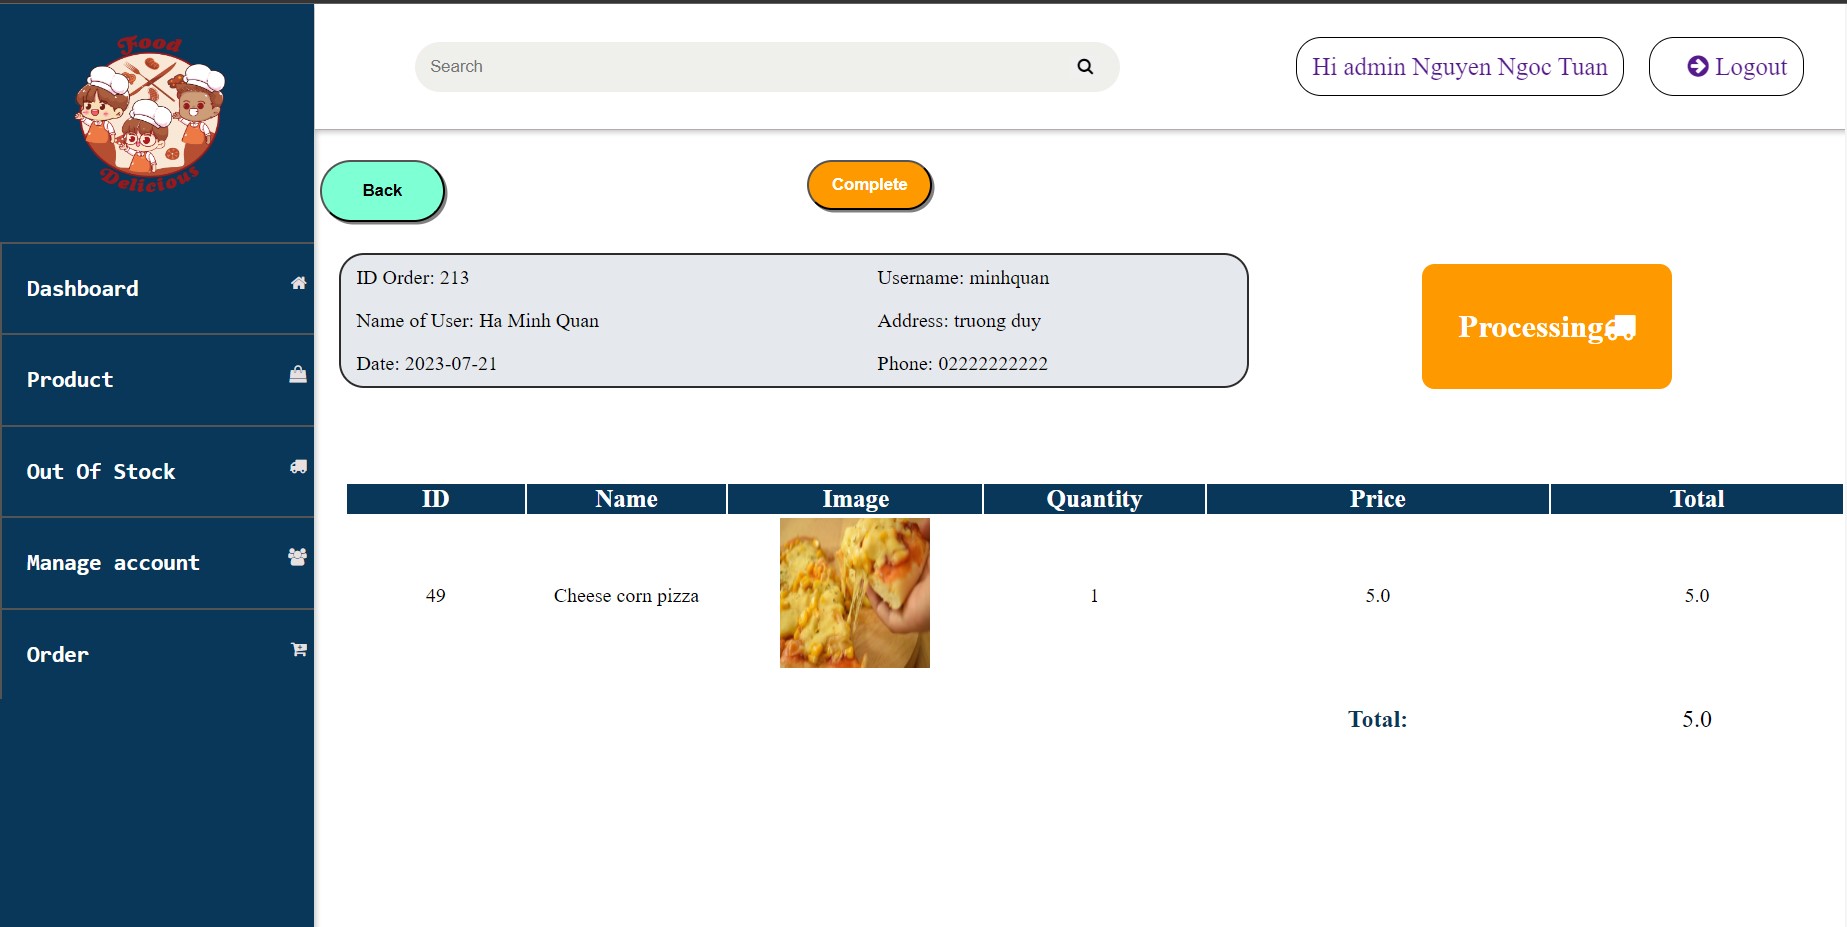 Food
Delicious
Search
Hi admin Nguyen Ngoc Tuan
Logout
Dashboard
Product
Out Of Stock
Manage account
Order
Back
Complete
ID Order: 213
Username: minhquan
Name of User: Ha Minh Quan
Address: truong duy
Date: 2023-07-21
Phone: 02222222222
Processing
ID Name Image Quantity Price Total
49 Cheese corn pizza 1 5.0 5.0
Total: 5.0